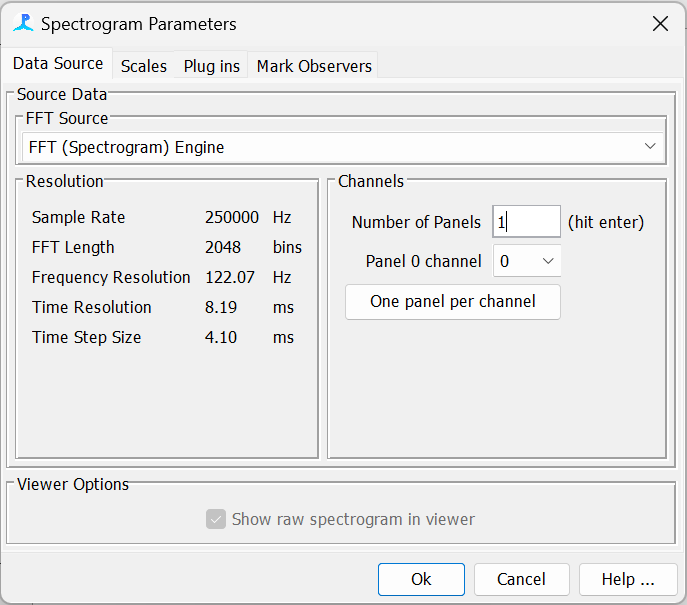 Spectrogram Parameters
Data Source Scales Plug ins Mark Observers
Source Data
FFT Source
FFT (Spectrogram) Engine
Resolution
Sample Rate 250000 Hz
FFT Length 2048 bins
Frequency Resolution 122.07 Hz
Time Resolution 8.19 ms
Time Step Size 4.10 ms
Channels
Number of Panels 1 (hit enter)
Panel 0 channel 0
One panel per channel
Viewer Options
Show raw spectrogram in viewer
Ok Cancel Help ...